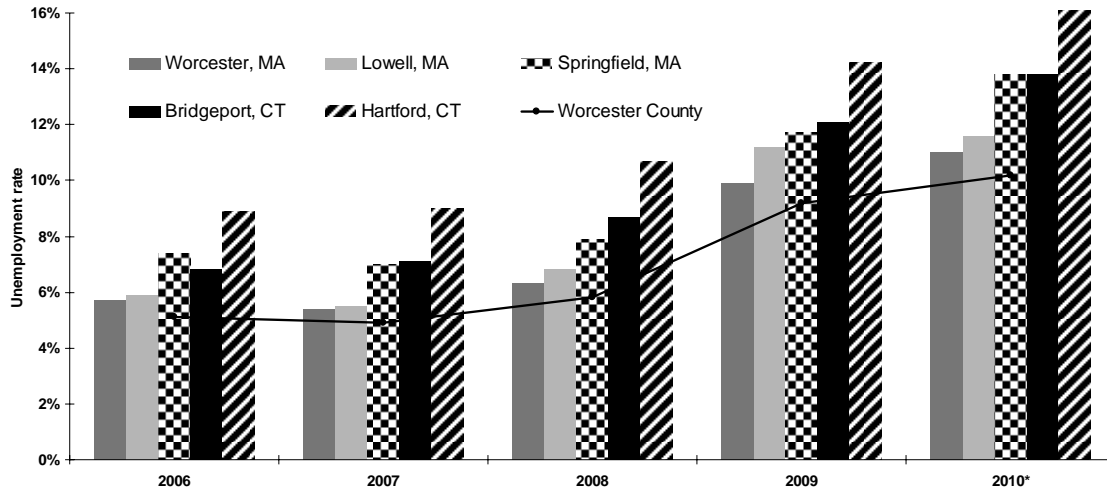 16%
14%
12%
10%
8%
6%
4%
2%
0%
Unemployment rate
Worcester, MA Lowell, MA Springfield, MA
Bridgeport, CT Hartford, CT Worcester County
2006 2007 2008 2009 2010*